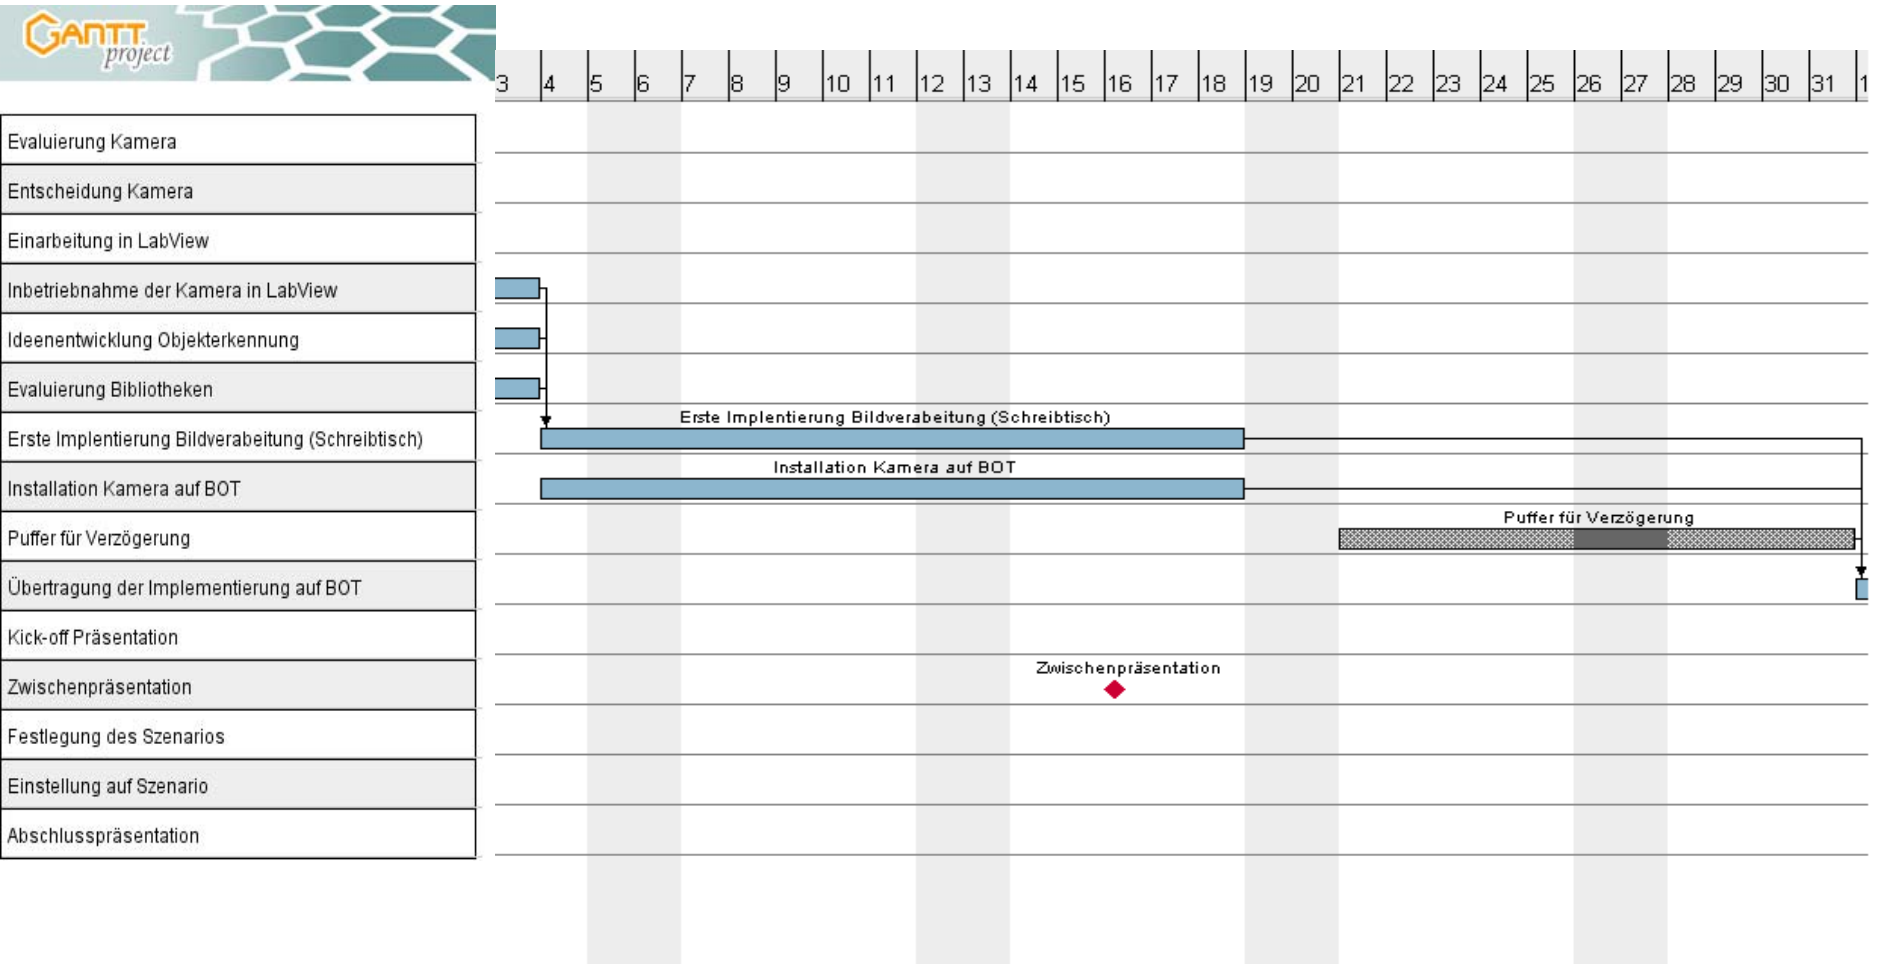 GANTT
project
3 4 5 6 7 8 9 10 11 12 13 14 15 16 17 18 19 20 21 22 23 24 25 26 27 28 29 30 31 1
Evaluierung Kamera
Entscheidung Kamera
Einarbeitung in LabView
Inbetriebnahme der Kamera in LabView
Ideenentwicklung Objekterkennung
Evaluierung Bibliotheken
Erste Implentierung Bildverabeitung (Schreibtisch)
Erste Implentierung Bildverabeitung (Schreibtisch)
Installation Kamera auf BOT
Installation Kamera auf BOT
Puffer für Verzögerung
Puffer für Verzögerung
Übertragung der Implementierung auf BOT
Kick-off Präsentation
Zwischenpräsentation
Zwischenpräsentation
Festlegung des Szenarios
Einstellung auf Szenario
Abschlusspräsentation